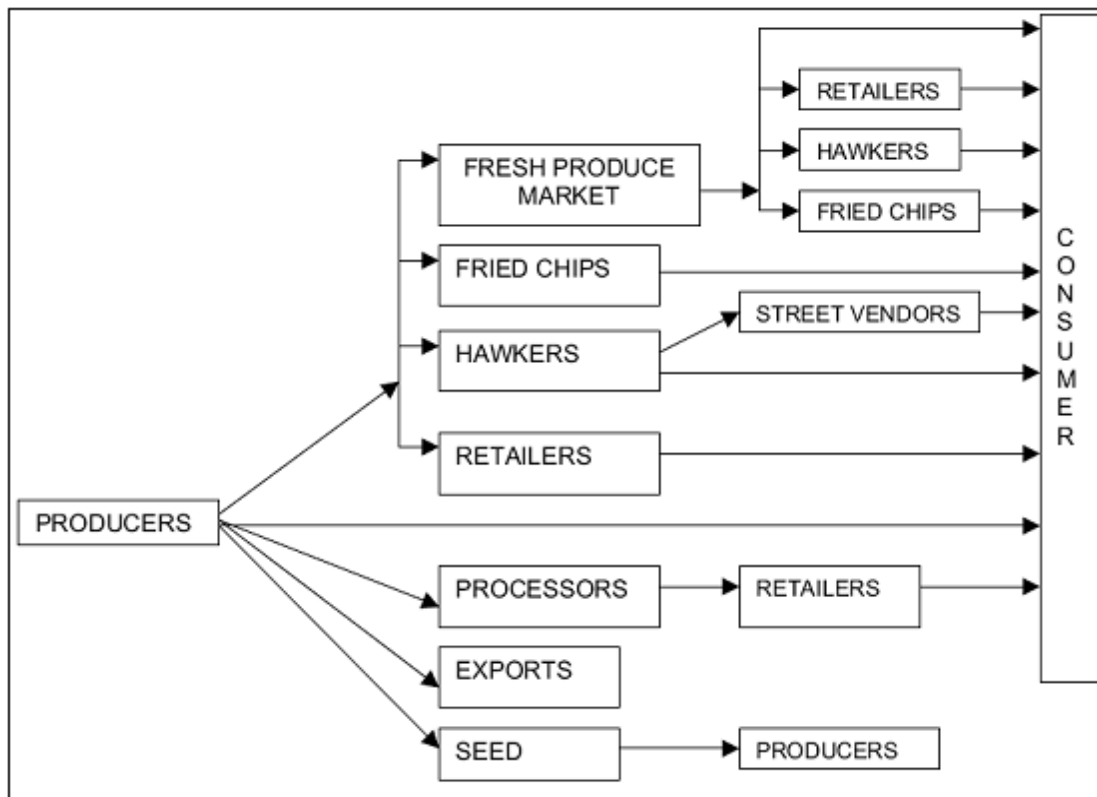 RETAILERS
HAWKERS
FRESH PRODUCE
MARKET
FRIED CHIPS
FRIED CHIPS
STREET VENDORS
HAWKERS
RETAILERS
PRODUCERS
PROCESSORS
RETAILERS
EXPORTS
SEED
PRODUCERS
CONSUMER